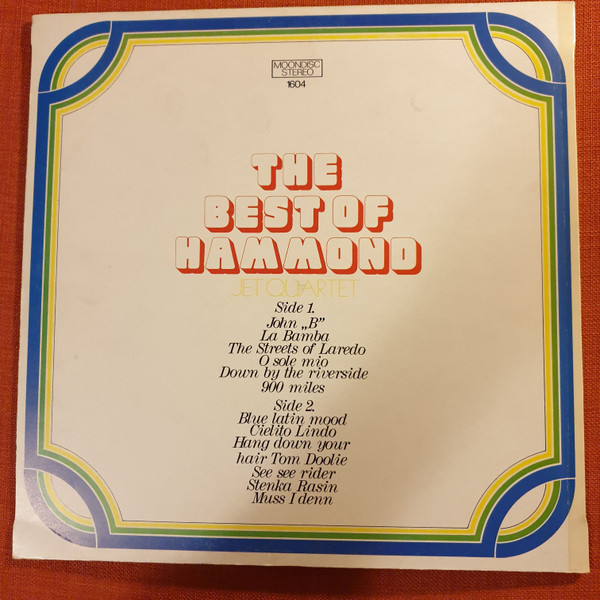 MOONDISC
STEREO
1604
THE
BEST OF
HAMMOND
JET QUARTET
Side 1.
John „B”
La Bamba
The Streets of Laredo
O sole mio
Down by the riverside
900 miles
Side 2.
Blue latin mood
Cielito Lindo
Hang down your
hair Tom Doolie
See see rider
Stenka Rasin
Muss I denn